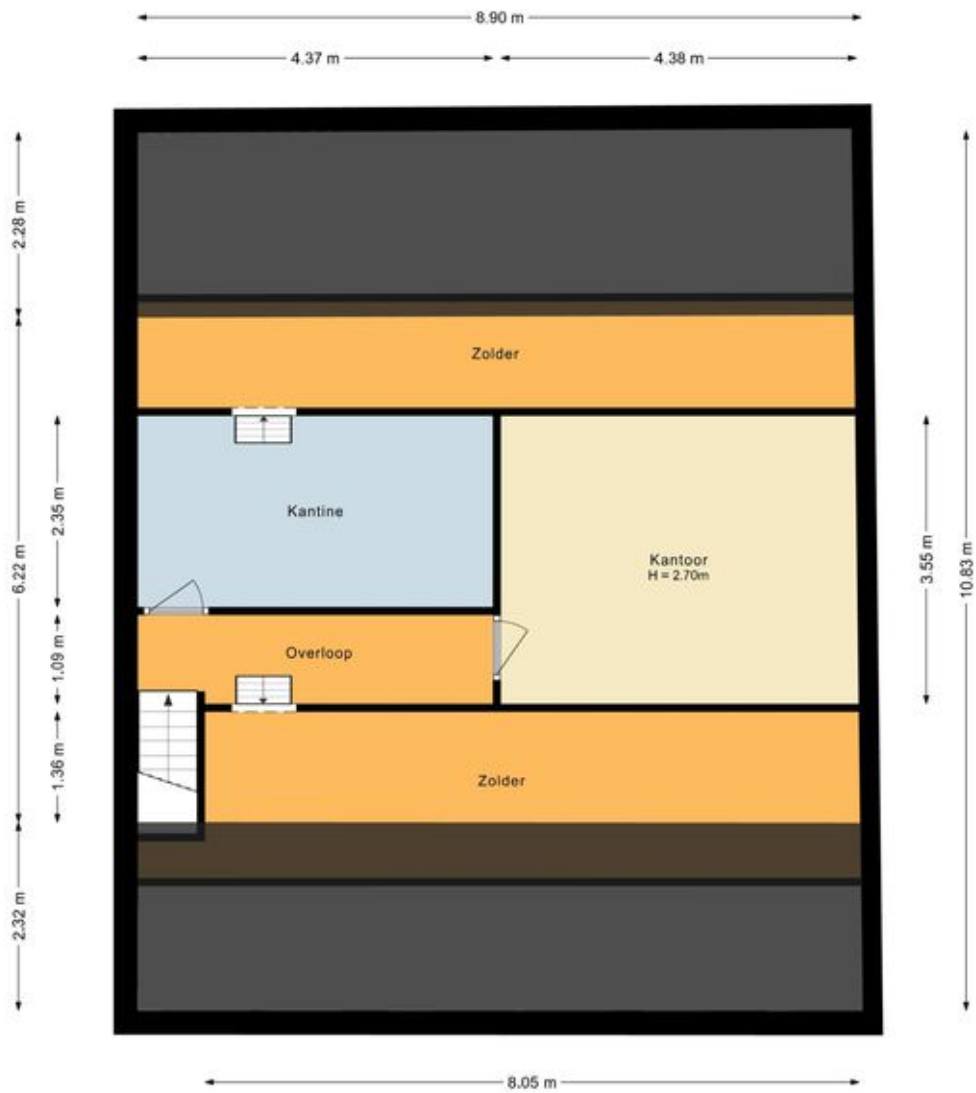 8.90 m
4.37 m
4.38 m
2.28 m
Zolder
2.35 m
Kantine
6.22 m
Kantoor
H = 2.70m
3.55 m
10.83 m
1.09 m
Overloop
1.36 m
Zolder
2.32 m
8.05 m